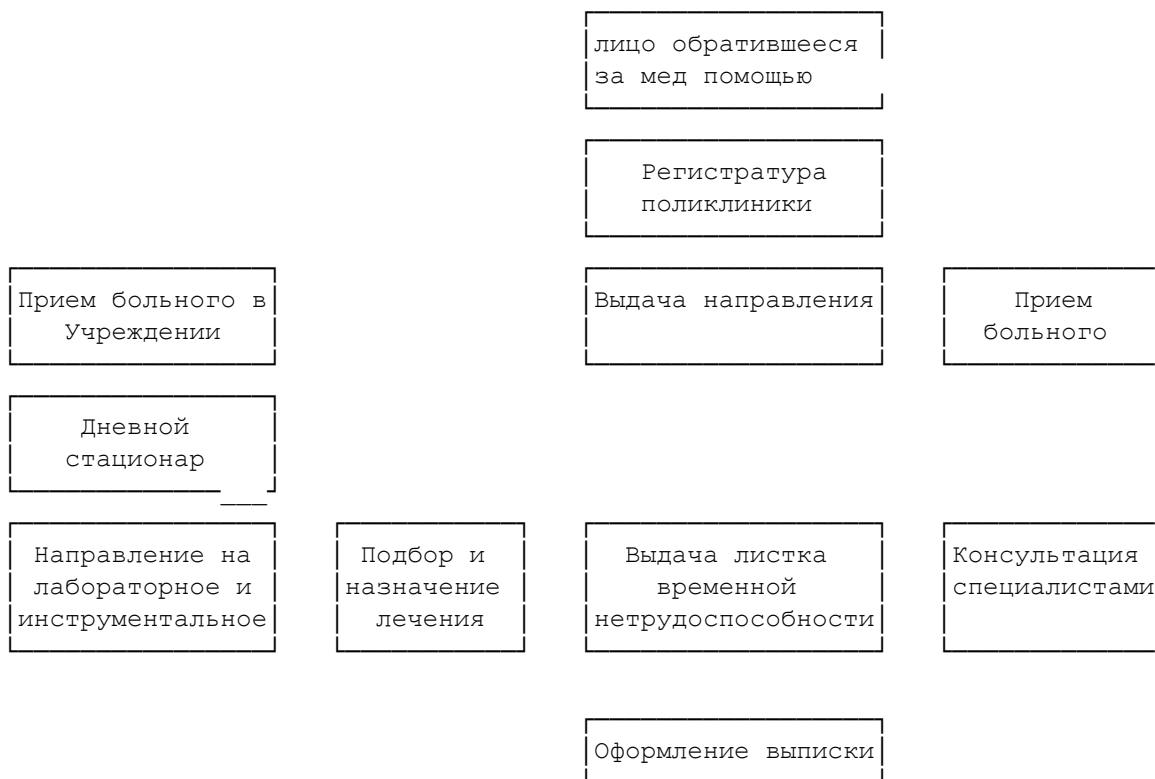 лицо обратившееся
за мед помощью
Регистратура
поликлиники
Прием больного в
Учреждении
Выдача направления
Прием
больного
Дневной
стационар
Направление на
лабораторное и
инструментальное
Подбор и
назначение
лечения
Выдача листка
временной
нетрудоспособности
Консультация
специалистами
Оформление выписки